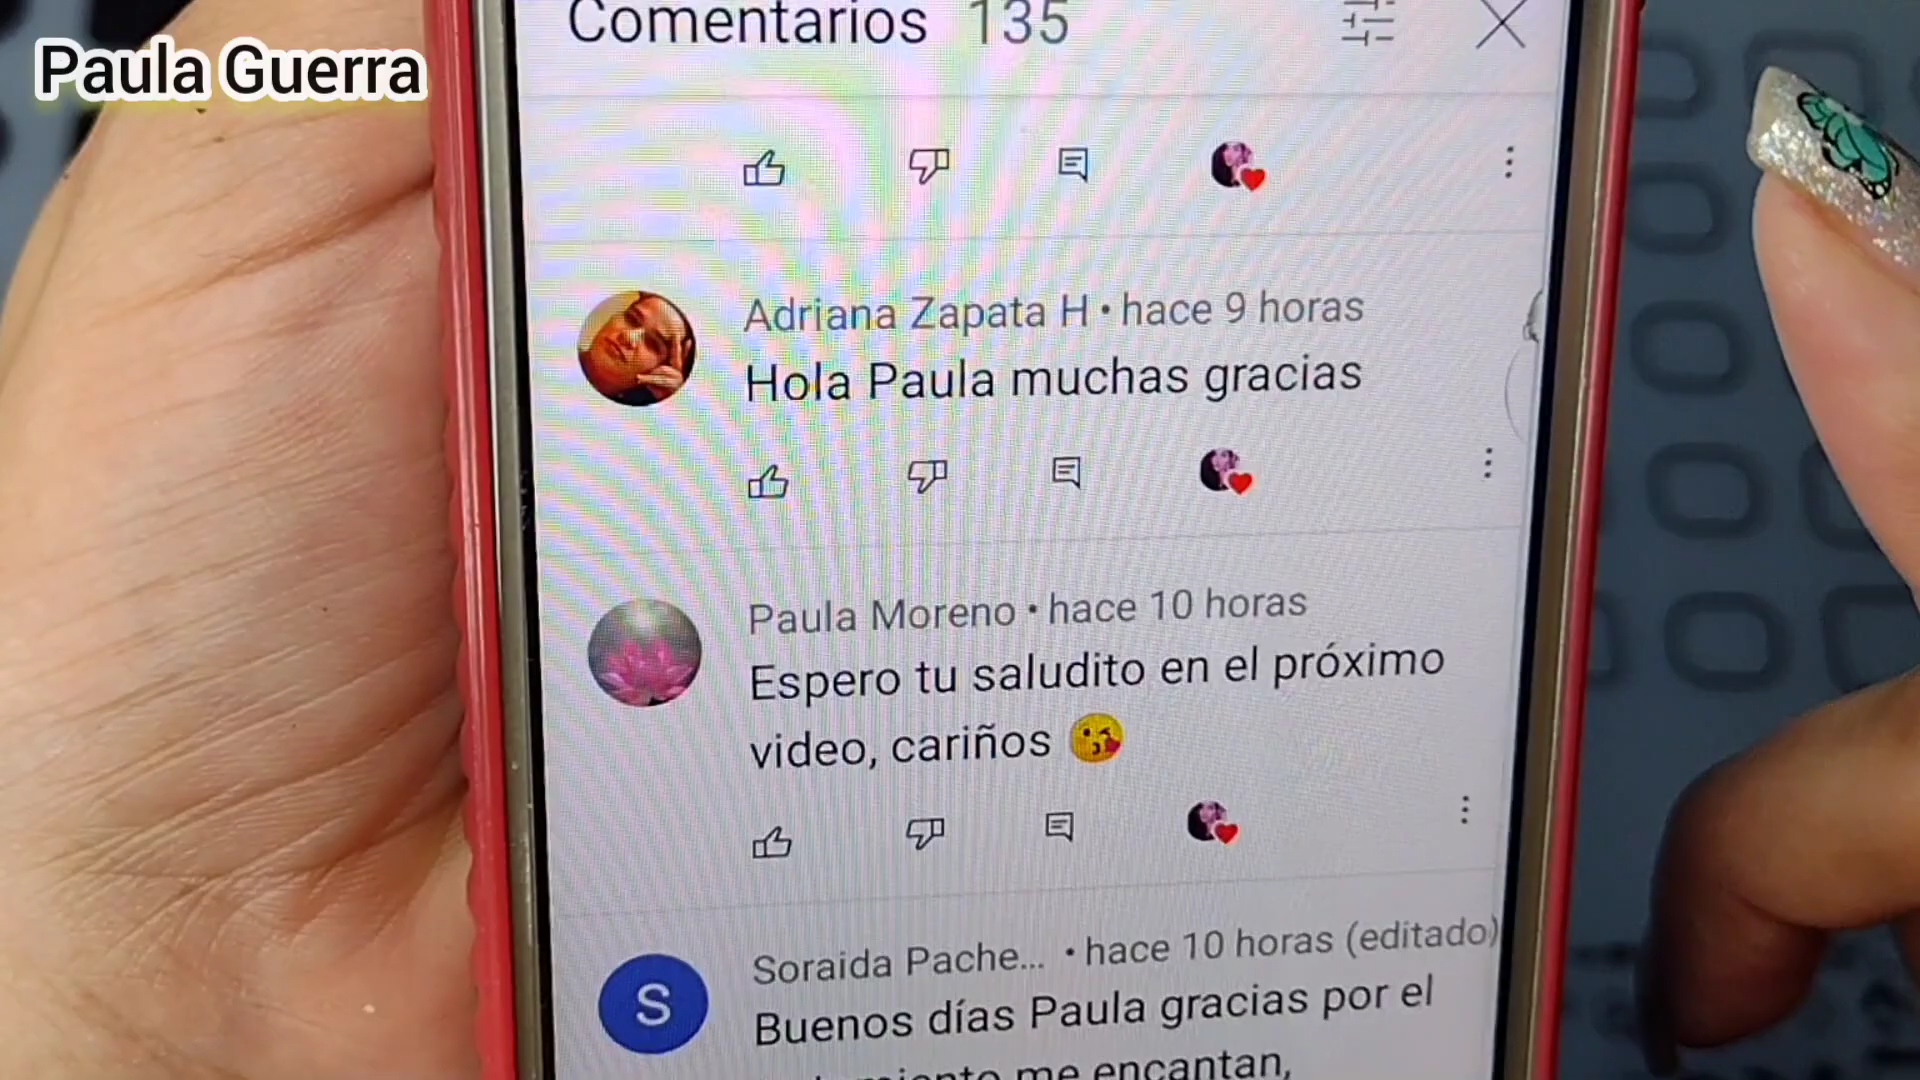 Paula Guerra
Comentarios 135
Adriana Zapata H • hace 9 horas
Hola Paula muchas gracias
Paula Moreno • hace 10 horas
Espero tu saludito en el próximo
video, cariños 😘
S
Soraida Pache... • hace 10 horas (editado)
Buenos días Paula gracias por el
me encantan,